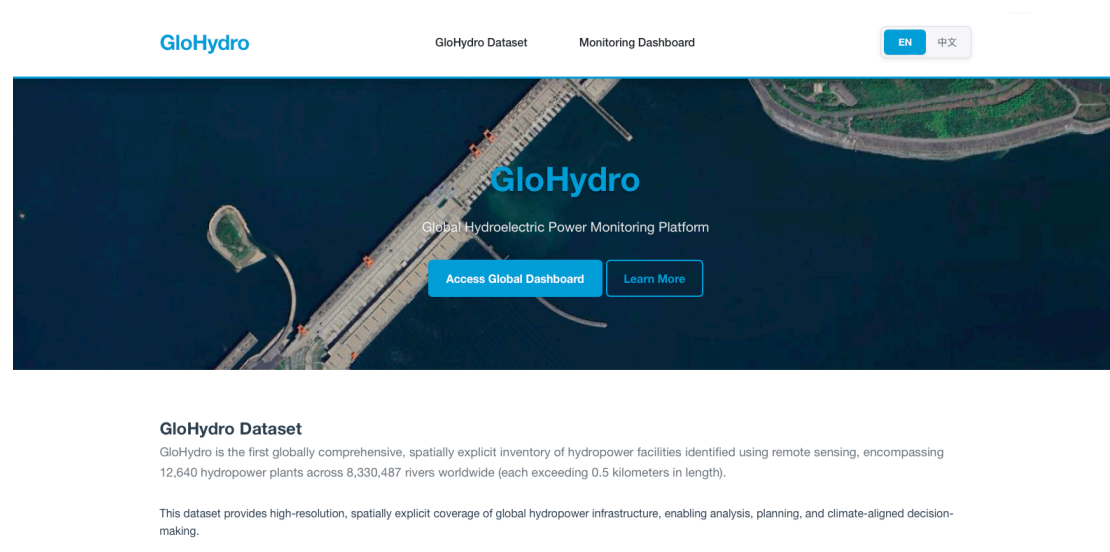 GloHydro
GloHydro Dataset
Monitoring Dashboard
EN
中文
GloHydro
Global Hydroelectric Power Monitoring Platform
Access Global Dashboard
Learn More
GloHydro Dataset
GloHydro is the first globally comprehensive, spatially explicit inventory of hydropower facilities identified using remote sensing, encompassing
12,640 hydropower plants across 8,330,487 rivers worldwide (each exceeding 0.5 kilometers in length).
This dataset provides high-resolution, spatially explicit coverage of global hydropower infrastructure, enabling analysis, planning, and climate-aligned decision-
making.